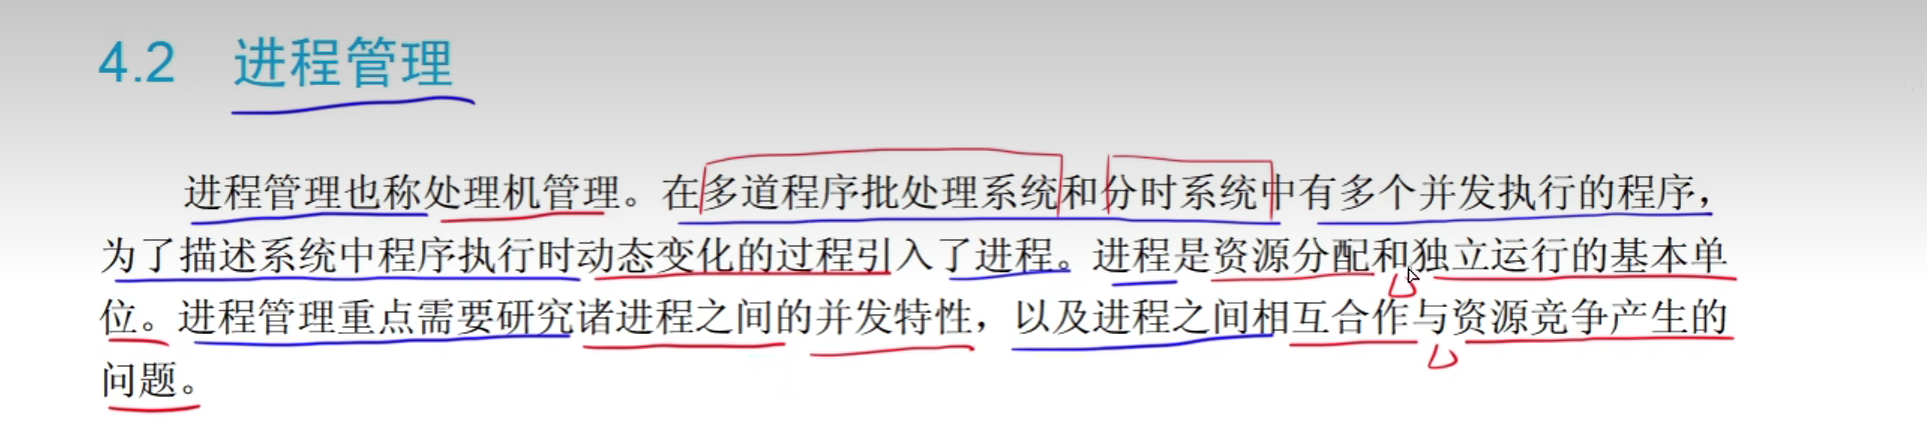 4.2 进程管理
进程管理也称处理机管理。在多道程序批处理系统和分时系统中有多个并发执行的程序，
为了描述系统中程序执行时动态变化的过程引入了进程。进程是资源分配和独立运行的基本单
位。进程管理重点需要研究诸进程之间的并发特性，以及进程之间相互合作与资源竞争产生的
问题。